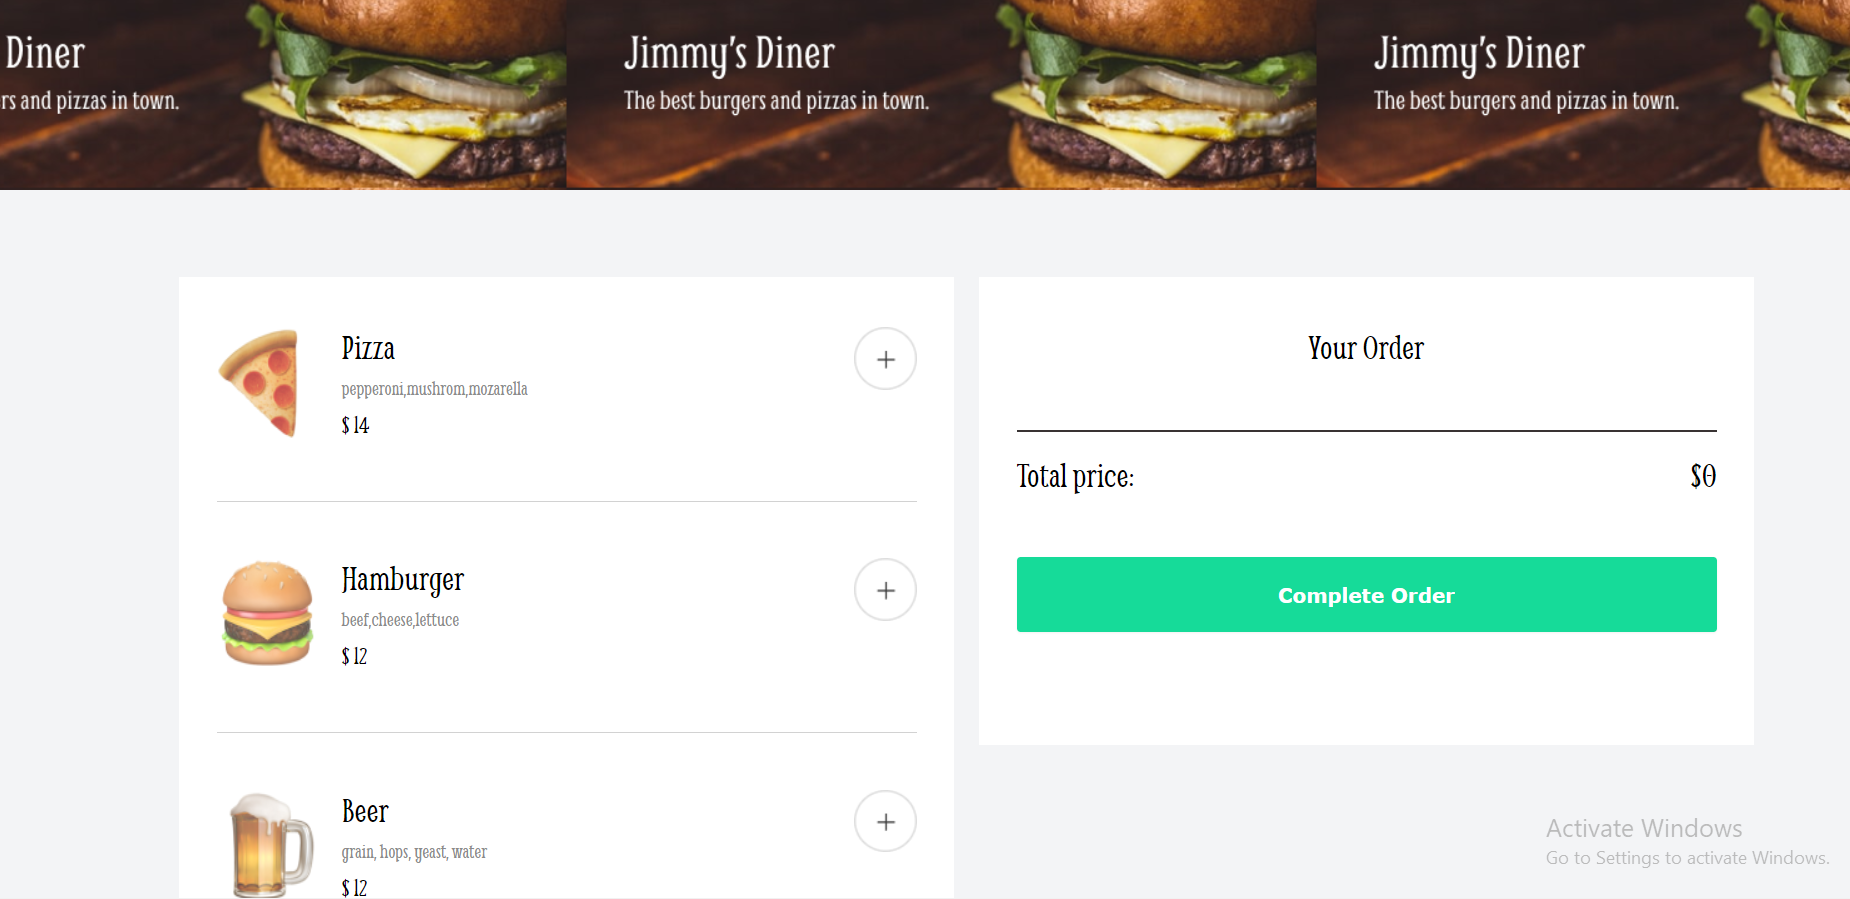 Diner
rs and pizzas in town.
Jimmy's Diner
The best burgers and pizzas in town.
Jimmy's Diner
The best burgers and pizzas in town.
Pizza
pepperoni,mushrom,mozarella
$ 14
+
Hamburger
beef,cheese,lettuce
$ 12
+
Beer
grain, hops, yeast, water
$ 12
+
Your Order
Total price: $0
Complete Order
Activate Windows
Go to Settings to activate Windows.